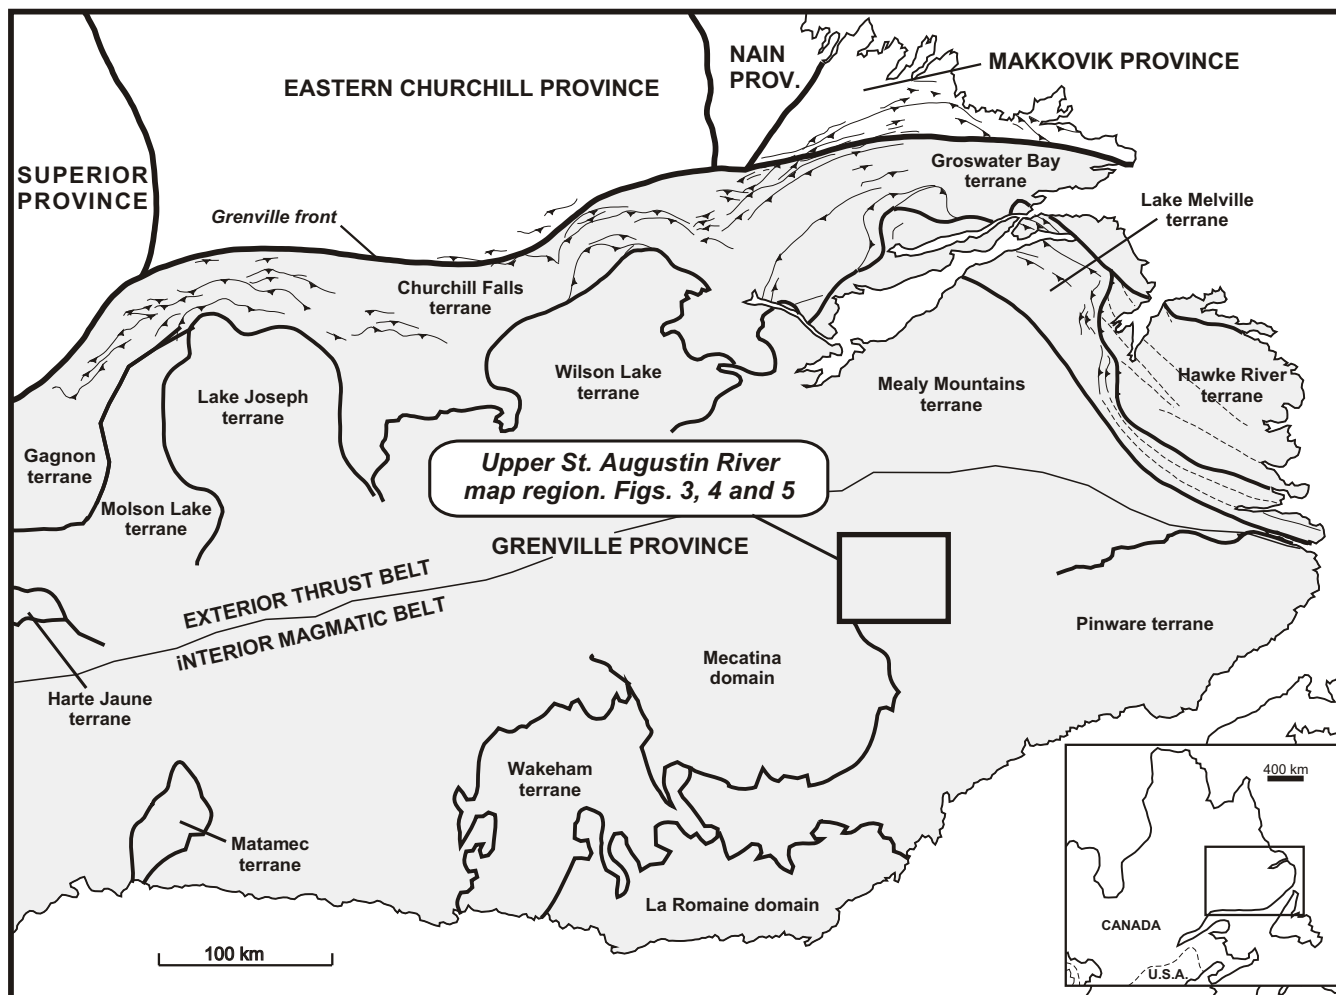 NAIN
PROV.
MAKKOVIK PROVINCE
EASTERN CHURCHILL PROVINCE
SUPERIOR
PROVINCE
Groswater Bay
terrane
Lake Melville
terrane
Grenville front
Churchill Falls
terrane
Wilson Lake
terrane
Mealy Mountains
terrane
Hawke River
terrane
Lake Joseph
terrane
Gagnon
terrane
Molson Lake
terrane
Upper St. Augustin River
map region. Figs. 3, 4 and 5
GRENVILLE PROVINCE
EXTERIOR THRUST BELT
iNTERIOR MAGMATIC BELT
Pinware terrane
Harte Jaune
terrane
Mecatina
domain
Wakeham
terrane
Matamec
terrane
La Romaine domain
100 km
400 km
CANADA
U.S.A.